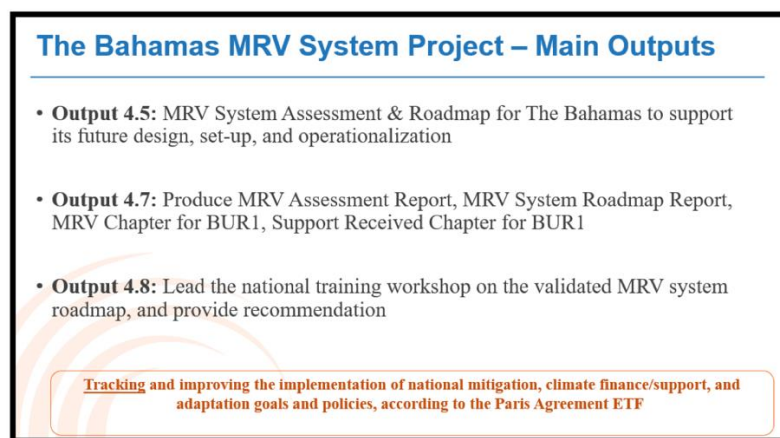 The Bahamas MRV System Project – Main Outputs
• Output 4.5: MRV System Assessment & Roadmap for The Bahamas to support
its future design, set-up, and operationalization
• Output 4.7: Produce MRV Assessment Report, MRV System Roadmap Report,
MRV Chapter for BUR1, Support Received Chapter for BUR1
• Output 4.8: Lead the national training workshop on the validated MRV system
roadmap, and provide recommendation
Tracking and improving the implementation of national mitigation, climate finance/support, and
adaptation goals and policies, according to the Paris Agreement ETF